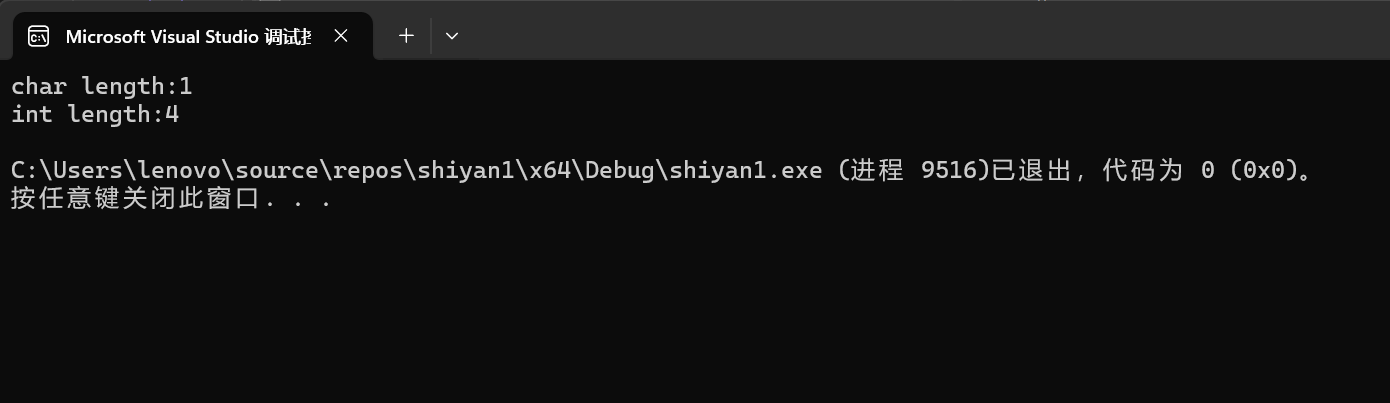 Microsoft Visual Studio 调试
char length:1
int length:4
C:\Users\lenovo\source\repos\shiyan1\x64\Debug\shiyan1.exe (进程 9516)已退出，代码为 0 (0x0)。
按任意键关闭此窗口. . .